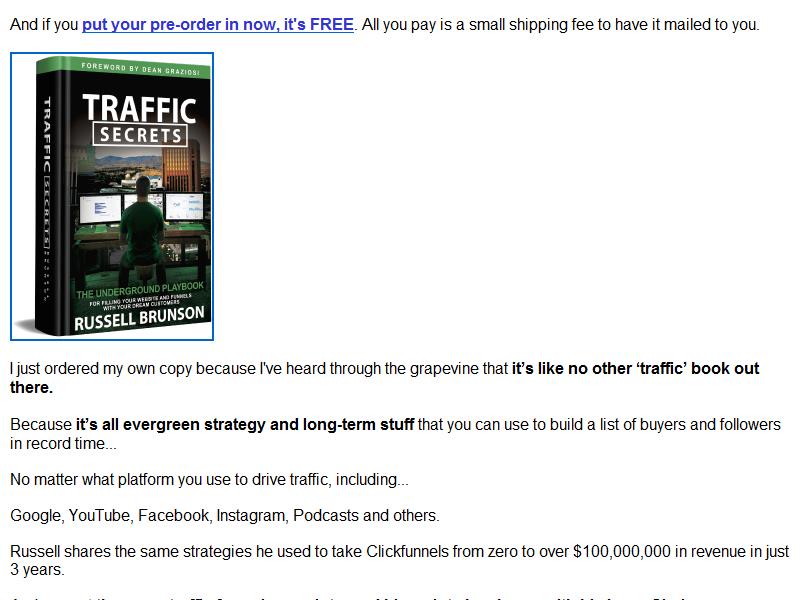 And if you put your pre-order in now, it's FREE. All you pay is a small shipping fee to have it mailed to you.
FOREWORD BY DEAN GRAZIOSI
TRAFFIC
SECRETS
TRAFFIC SECRETS
THE UNDERGROUND PLAYBOOK
FOR FILLING YOUR WEBSITE AND FUNNELS
WITH YOUR DREAM CUSTOMERS
RUSSELL BRUNSON
I just ordered my own copy because I've heard through the grapevine that it’s like no other ‘traffic’ book out
there.
Because it’s all evergreen strategy and long-term stuff that you can use to build a list of buyers and followers
in record time...
No matter what platform you use to drive traffic, including...
Google, YouTube, Facebook, Instagram, Podcasts and others.
Russell shares the same strategies he used to take Clickfunnels from zero to over $100,000,000 in revenue in just
3 years.